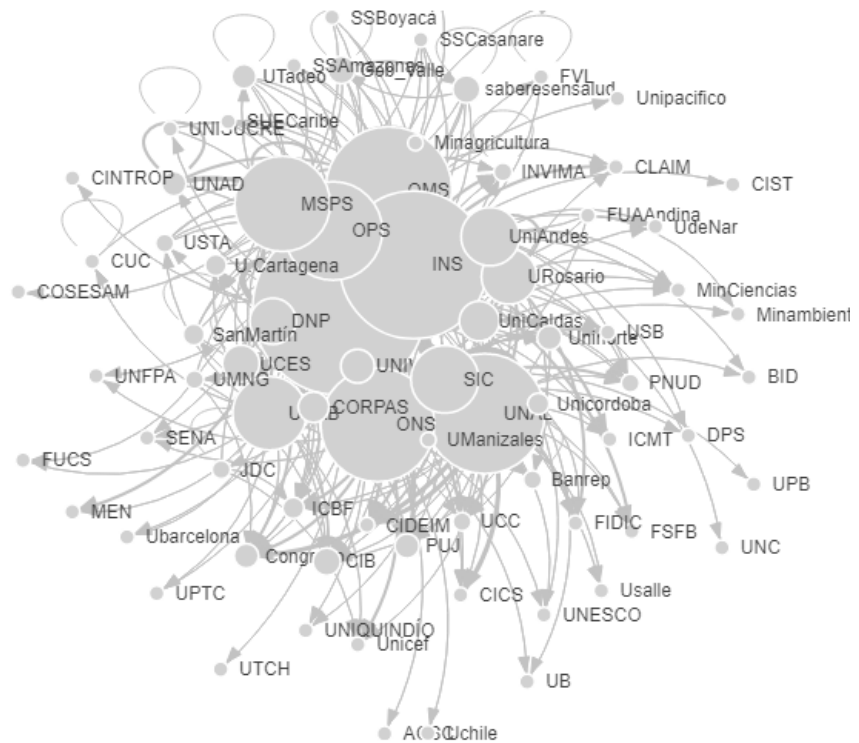 SSBoyacá
SSCasanare
UTadeo
SSAmazonas
Gob_Valle
saberesensalud
FVL
Unipacifico
SUECaribe
UNISUCRE
Minagricultura
CINTROP
UNAD
INVIMA
CLAIM
CIST
OMS
MSPS
OPS
FUAAndina
UdeNar
UniAndes
USTA
CUC
U.Cartagena
INS
URosario
COSESAM
MinCiencias
Minambient
DNP
UniCaldas
SanMartín
Uninorte
USB
UCES
UNFPA
UMNG
SIC
PNUD
BID
CORPAS
Unicordoba
ONS
UManizales
SENA
ICMT
DPS
FUCS
JDC
Banrep
UPB
MEN
ICBF
CIDEIM
UCC
FIDIC
FSFB
Ubarcelona
PUJ
UNC
CIB
UPTC
CICS
Usalle
UNESCO
UNIQUINDÍO
Unicef
UTCH
UB
Uchile